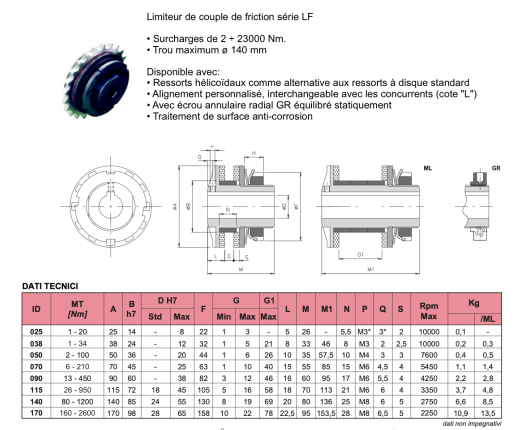 Limiteur de couple de friction série LF
• Surcharges de 2 ÷ 23000 Nm.
• Trou maximum ø 140 mm
Disponible avec:
• Ressorts hélicoïdaux comme alternative aux ressorts à disque standard
• Alignement personnalisé, interchangeable avec les concurrents (cote "L")
• Avec écrou annulaire radial GR équilibré statiquement
• Traitement de surface anti-corrosion
P
Q
H
ML
GR
øA
øB
N
øD
øF
L
G
S
G1
M
M1
DATI TECNICI
ID MT [Nm] A B h7 D H7 F G G1 L M M1 N P Q S Rpm Max Kg
Std Max Min Max Max /ML
025 1 - 20 25 14 - 8 22 1 3 - 5 26 - 5,5 M3* 3* 2 10000 0,1 -
038 1 - 34 38 24 - 12 32 1 5 21 8 33 46 8 M3 2 2,5 10000 0,2 0,3
050 2 - 100 50 36 - 20 44 1 6 26 10 35 57,5 10 M4 3 3 7600 0,4 0,5
070 6 - 210 70 45 - 25 63 1 10 40 15 55 85 15 M6 4,5 4 5450 1,1 1,4
090 13 - 450 90 60 - 38 82 3 12 46 16 60 95 17 M6 5,5 4 4250 2,2 2,8
115 26 - 950 115 72 18 45 105 5 16 58 18 70 113 21 M6 6 4 3350 3,7 4,8
140 80 - 1200 140 85 24 55 130 8 19 69 20 80 136 25 M8 6 5 2750 6,6 8,5
170 160 - 2600 170 98 28 65 158 10 22 78 22,5 95 153,5 28 M8 6,5 5 2250 10,9 13,5
dati non impegnativi